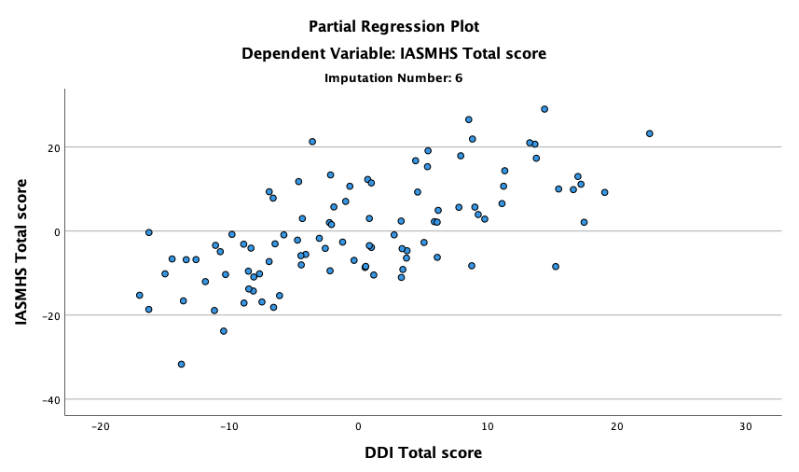 Partial Regression Plot
Dependent Variable: IASMHS Total score
Imputation Number: 6
IASMHS Total score
20
0
-20
-40
-20 -10 0 10 20 30
DDI Total score